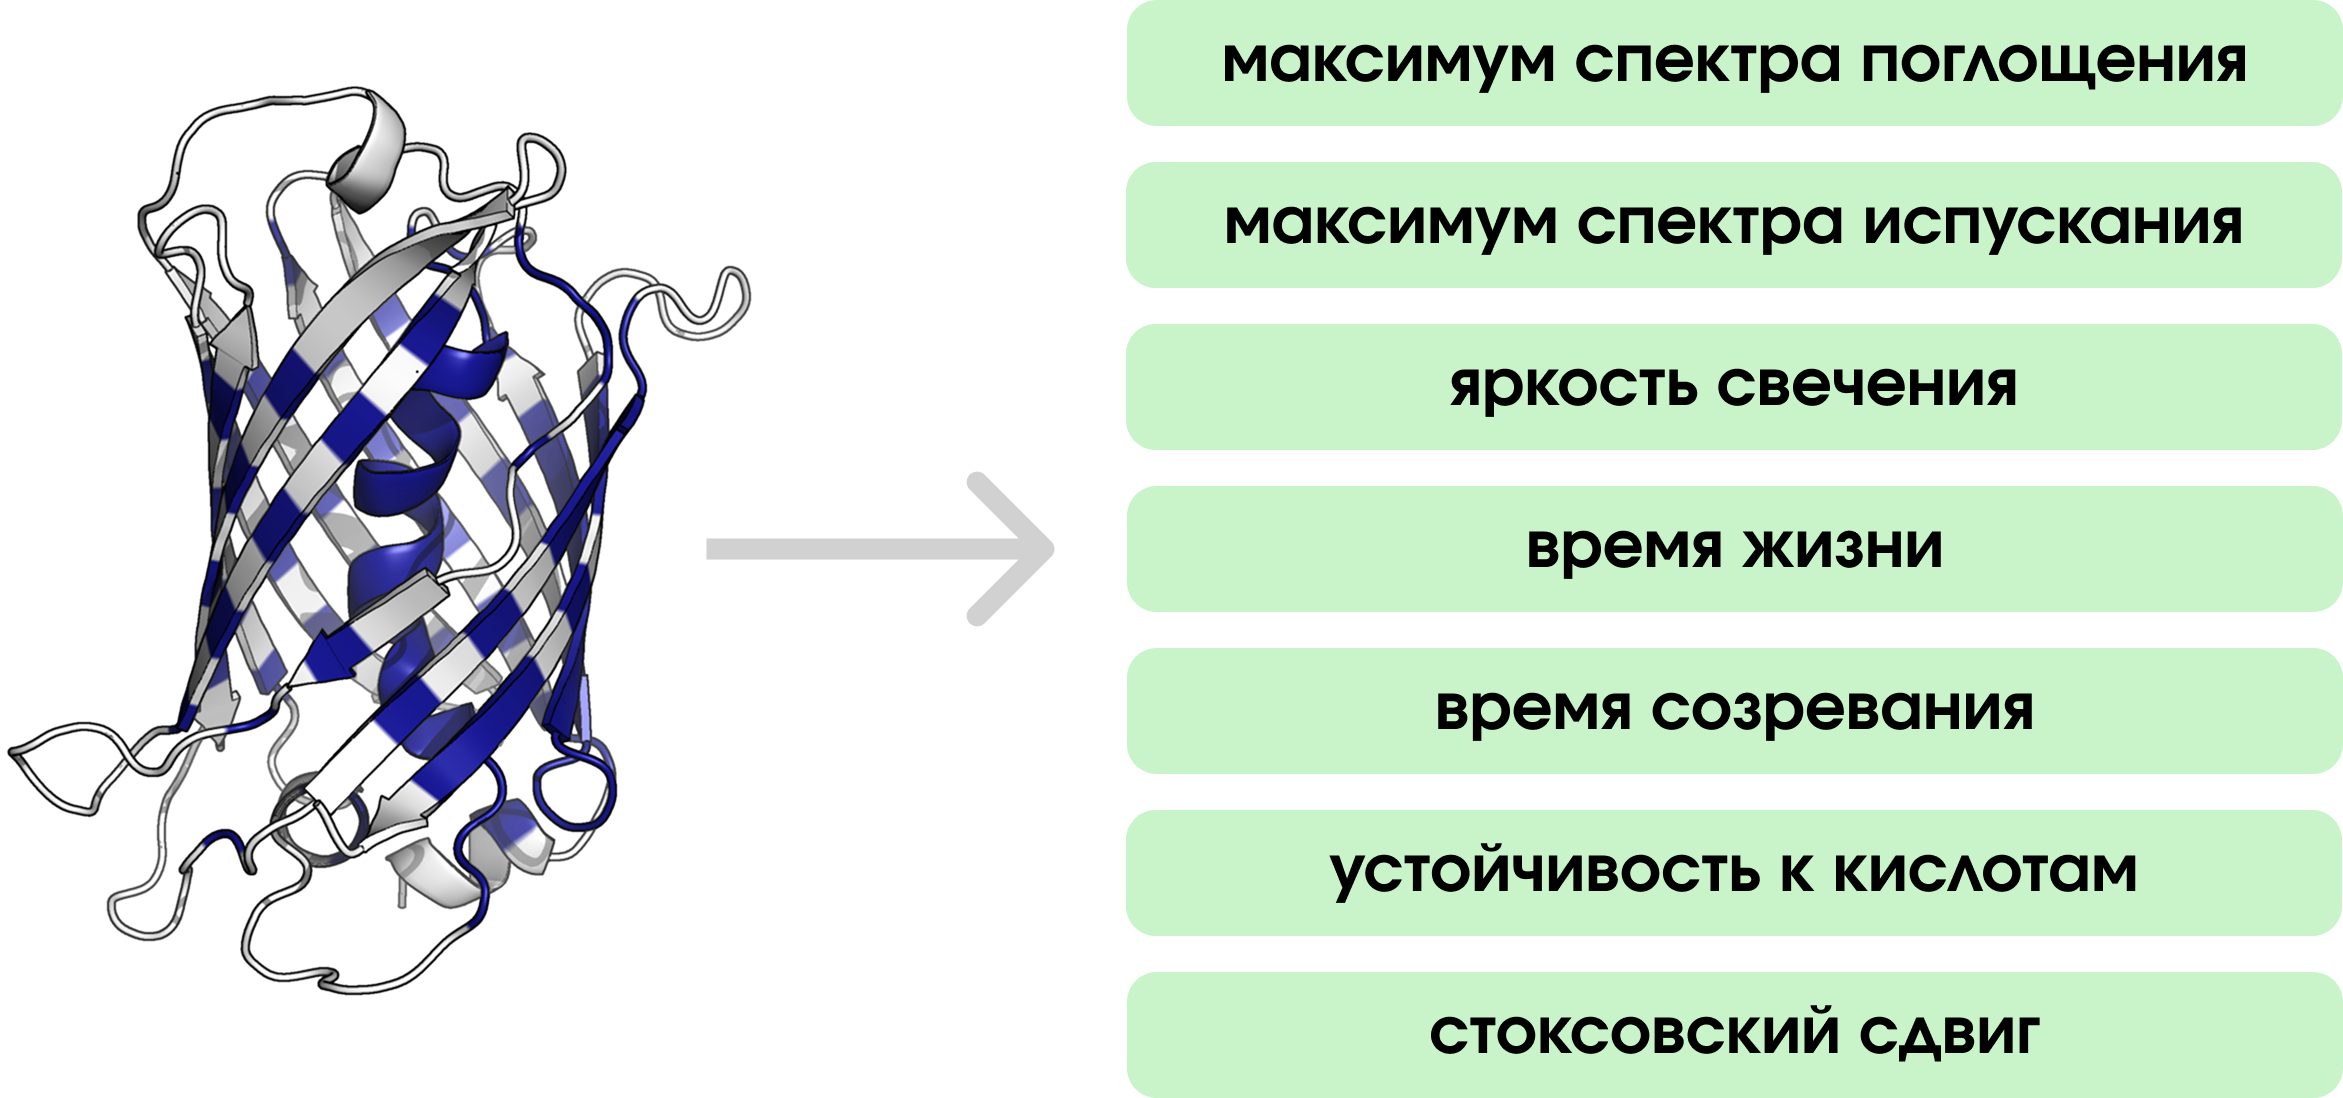 максимум спектра поглощения
максимум спектра испускания
яркость свечения
время жизни
время созревания
устойчивость к кислотам
стоксовский сдвиг